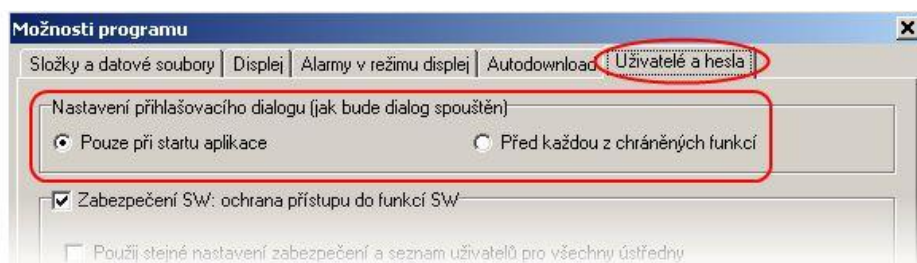 Možnosti programu
Složky a datové soubory Displej Alarmy v režimu displej Autodownload Uživatelé a hesla
Nastavení přihlašovacího dialogu (jak bude dialog spouštěn)
Pouze při startu aplikace Před každou z chráněných funkcí
Zabezpečení SW: ochrana přístupu do funkcí SW
Použij stejné nastavení zabezpečení a seznam uživatelů pro všechny ústředny